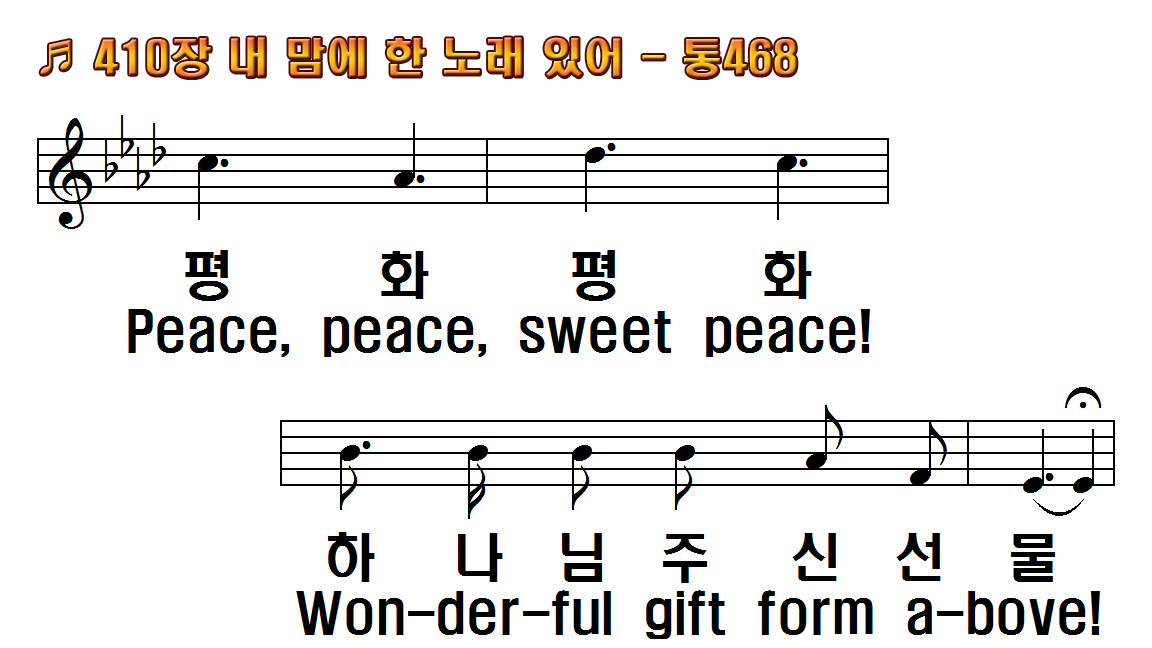 ♬ 410장 내 맘에 한 노래 있어 - 통468
평 화 평 화
Peace, peace, sweet peace!
하 나 님 주 신 선 물
Won-der-ful gift form a-bove!